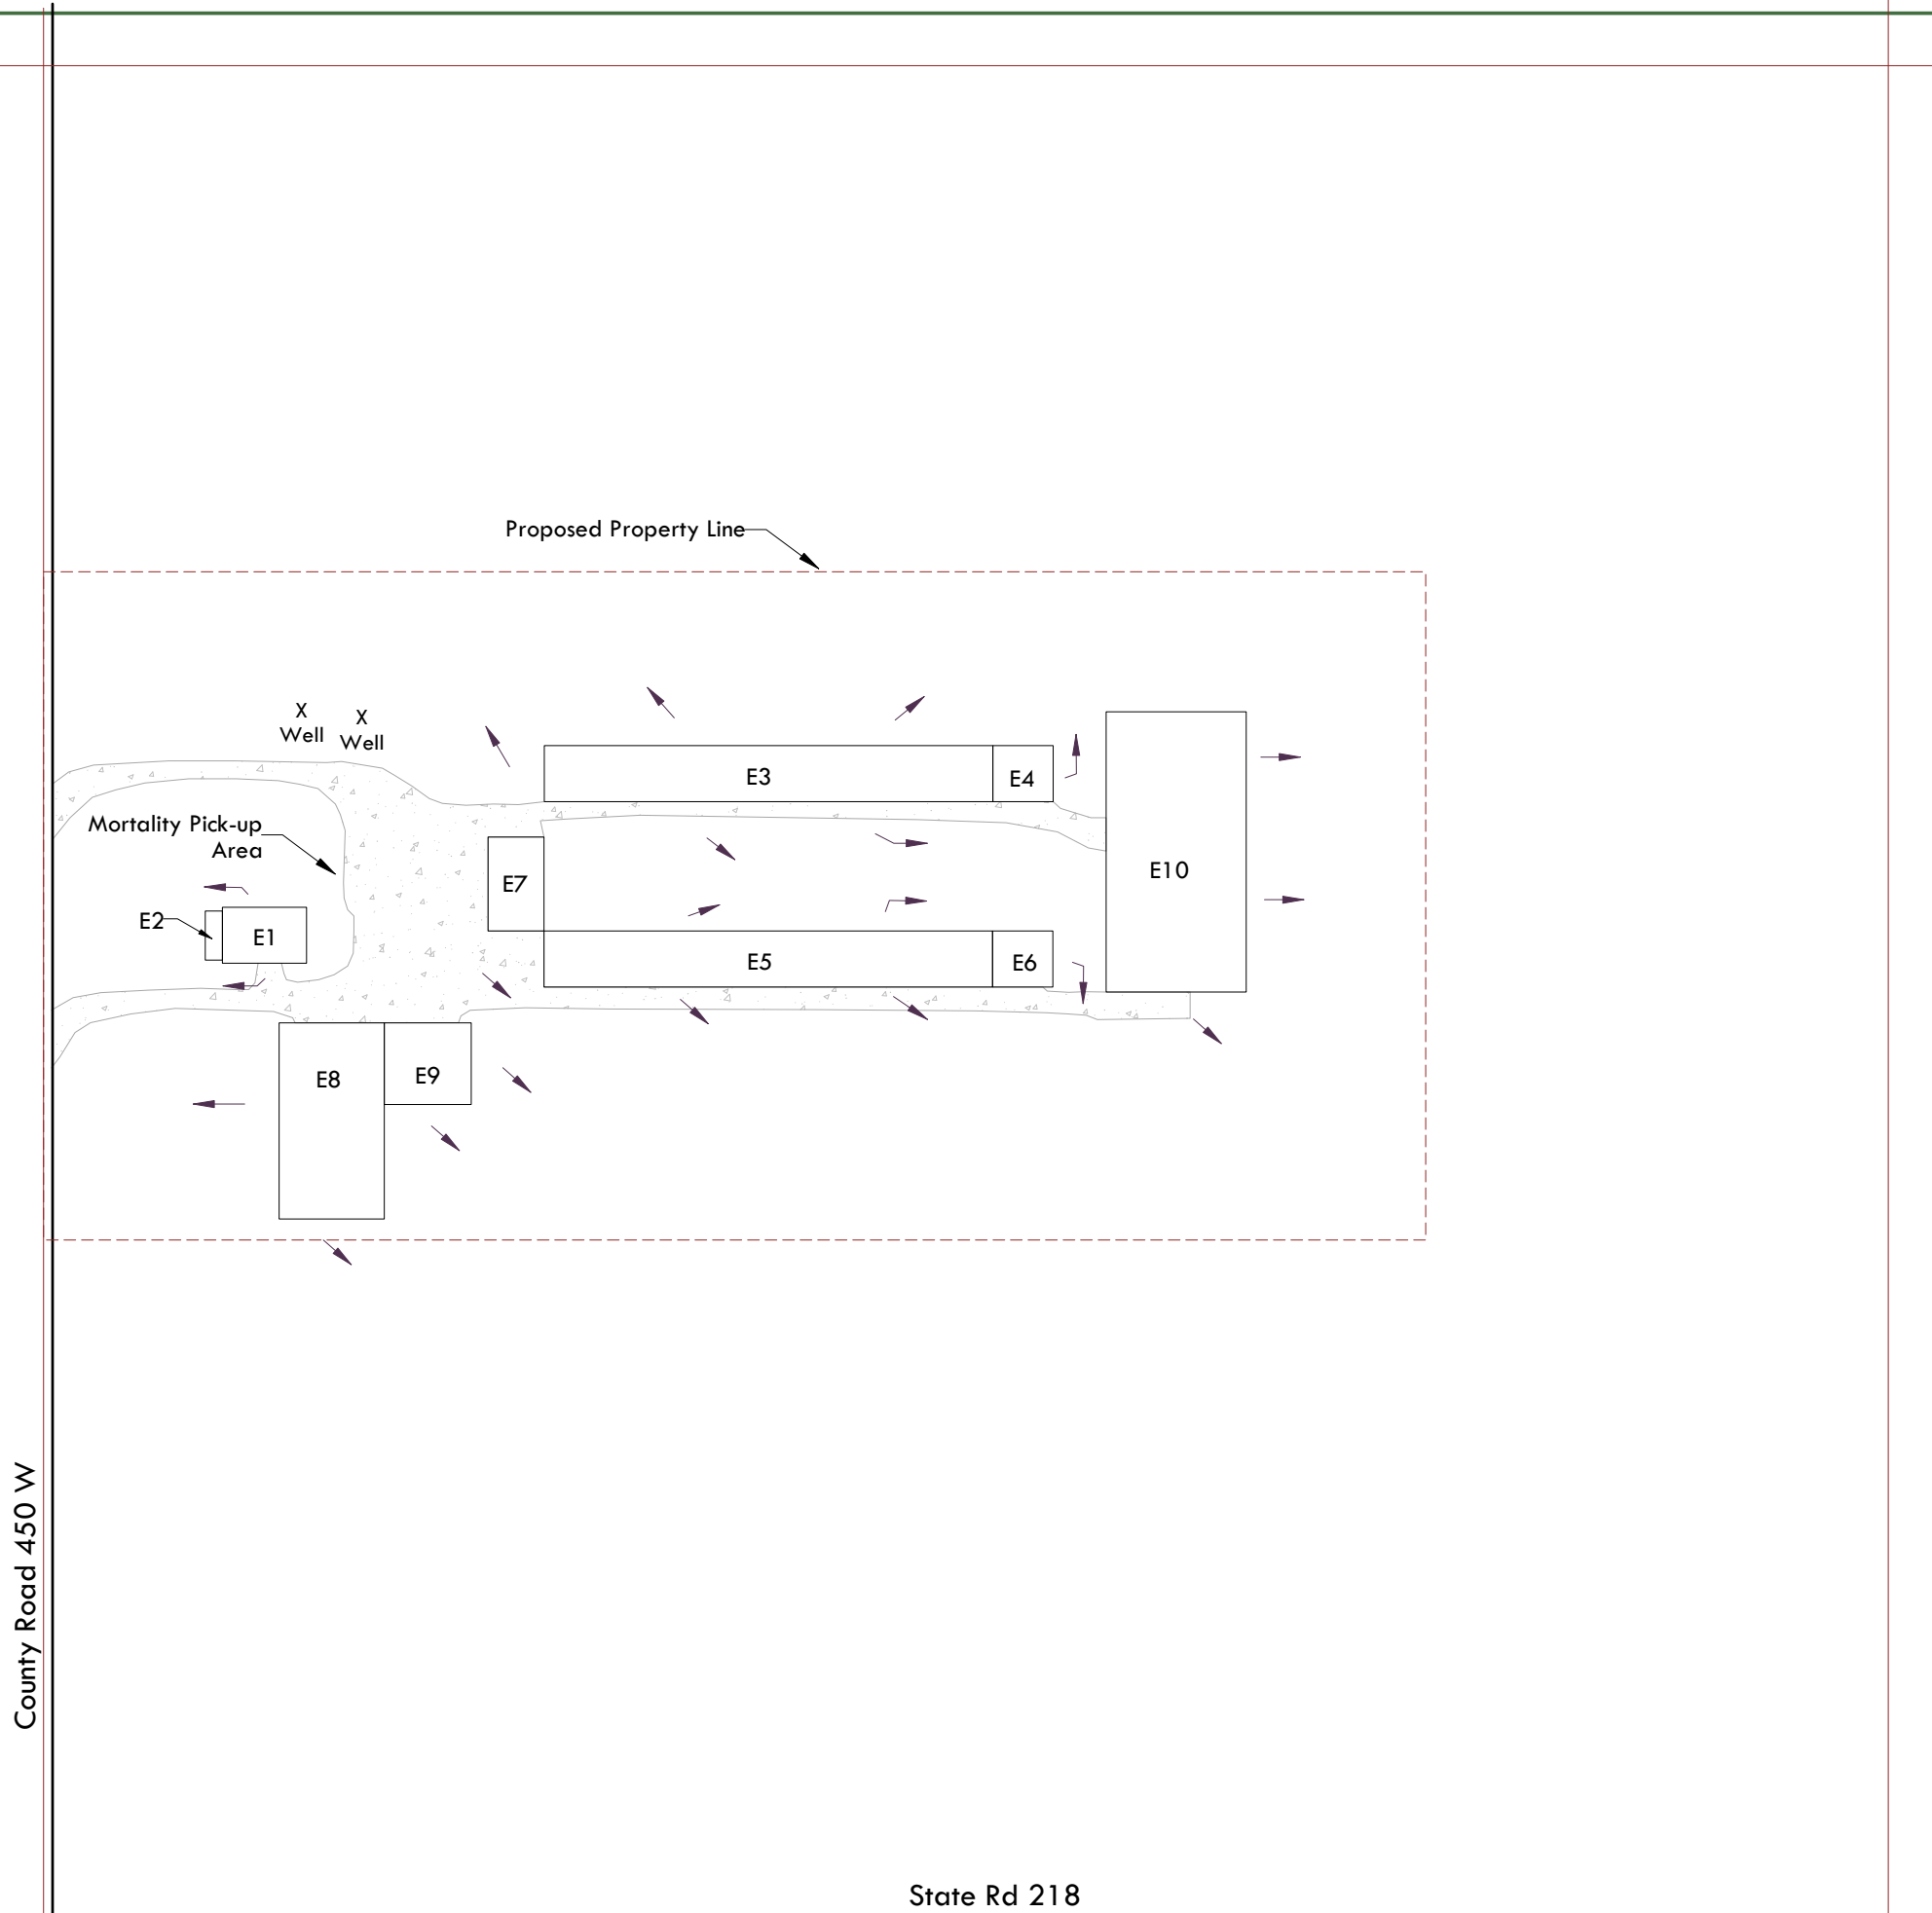 Proposed Property Line
X
Well
X
Well
E3
E4
Mortality Pick-up
Area
E7
E10
E2
E1
E5
E6
E8
E9
County Road 450 W
State Rd 218